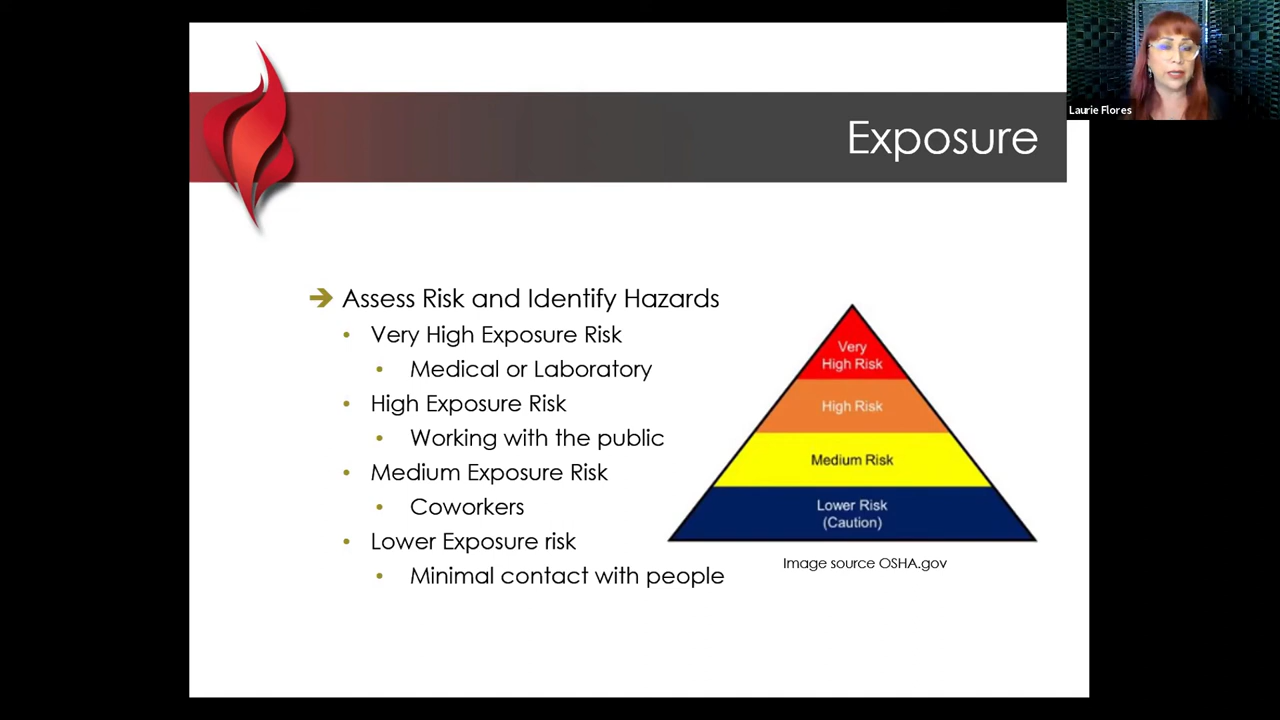 Laurie Flores
Exposure
Assess Risk and Identify Hazards
Very High Exposure Risk
Medical or Laboratory
High Exposure Risk
Working with the public
Medium Exposure Risk
Coworkers
Lower Exposure risk
Minimal contact with people
Very
High Risk
High Risk
Medium Risk
Lower Risk
(Caution)
Image source OSHA.gov